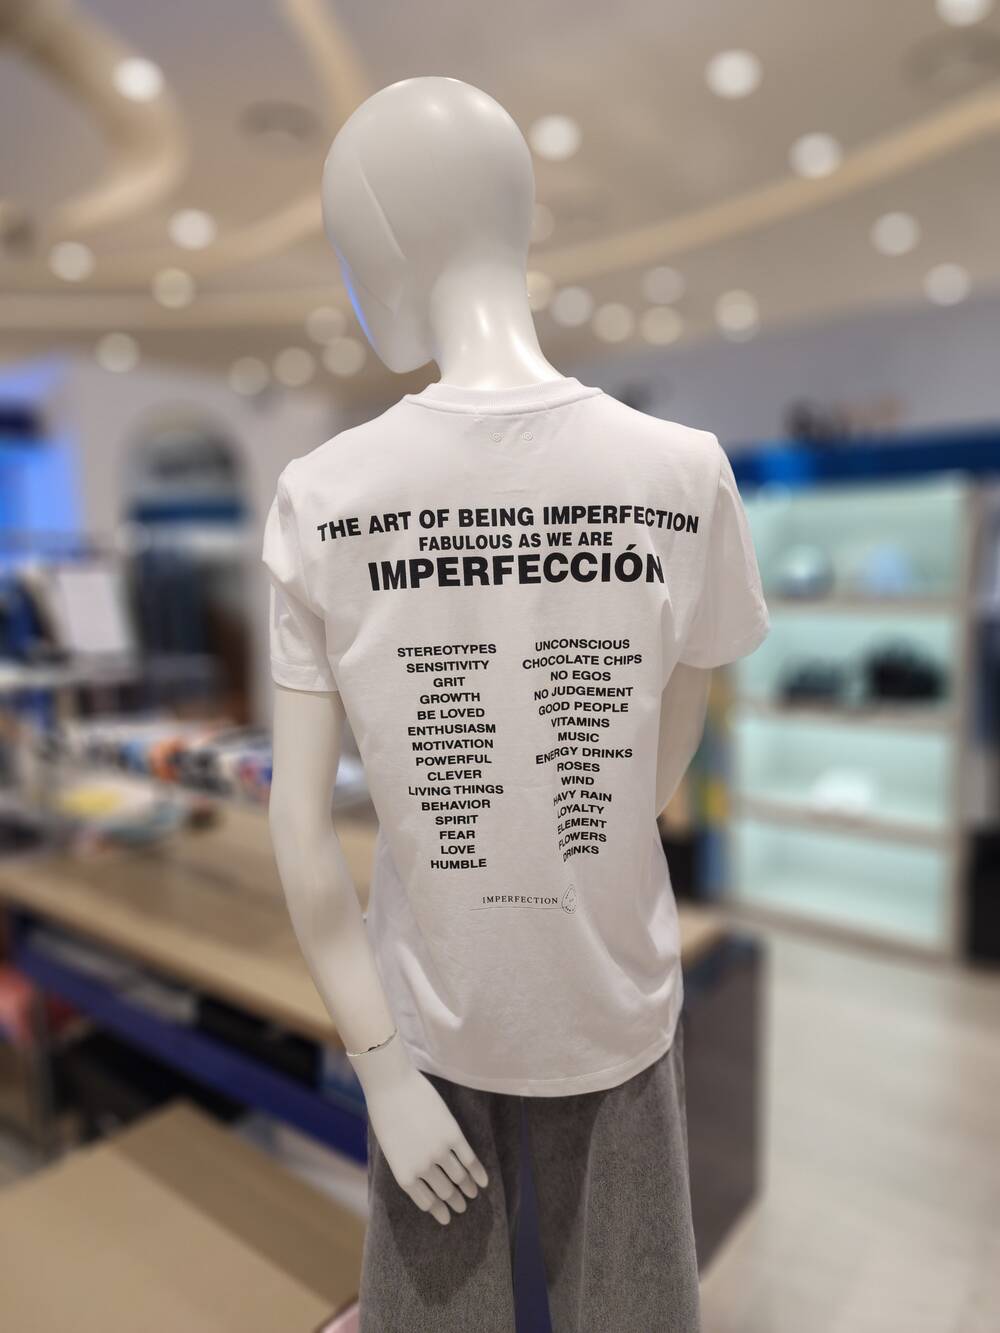 THE ART OF BEING IMPERFECTION
FABULOUS AS WE ARE
IMPERFECCIÓN
STEREOTYPES
SENSITIVITY
GRIT
GROWTH
BE LOVED
ENTHUSIASM
MOTIVATION
POWERFUL
CLEVER
LIVING THINGS
BEHAVIOR
SPIRIT
FEAR
LOVE
HUMBLE
UNCONSCIOUS
CHOCOLATE CHIPS
NO EGOS
NO JUDGEMENT
GOOD PEOPLE
VITAMINS
MUSIC
ENERGY DRINKS
ROSES
WIND
HAVY RAIN
LOYALTY
ELEMENT
FLOWERS
DRINKS
IMPERFECTION